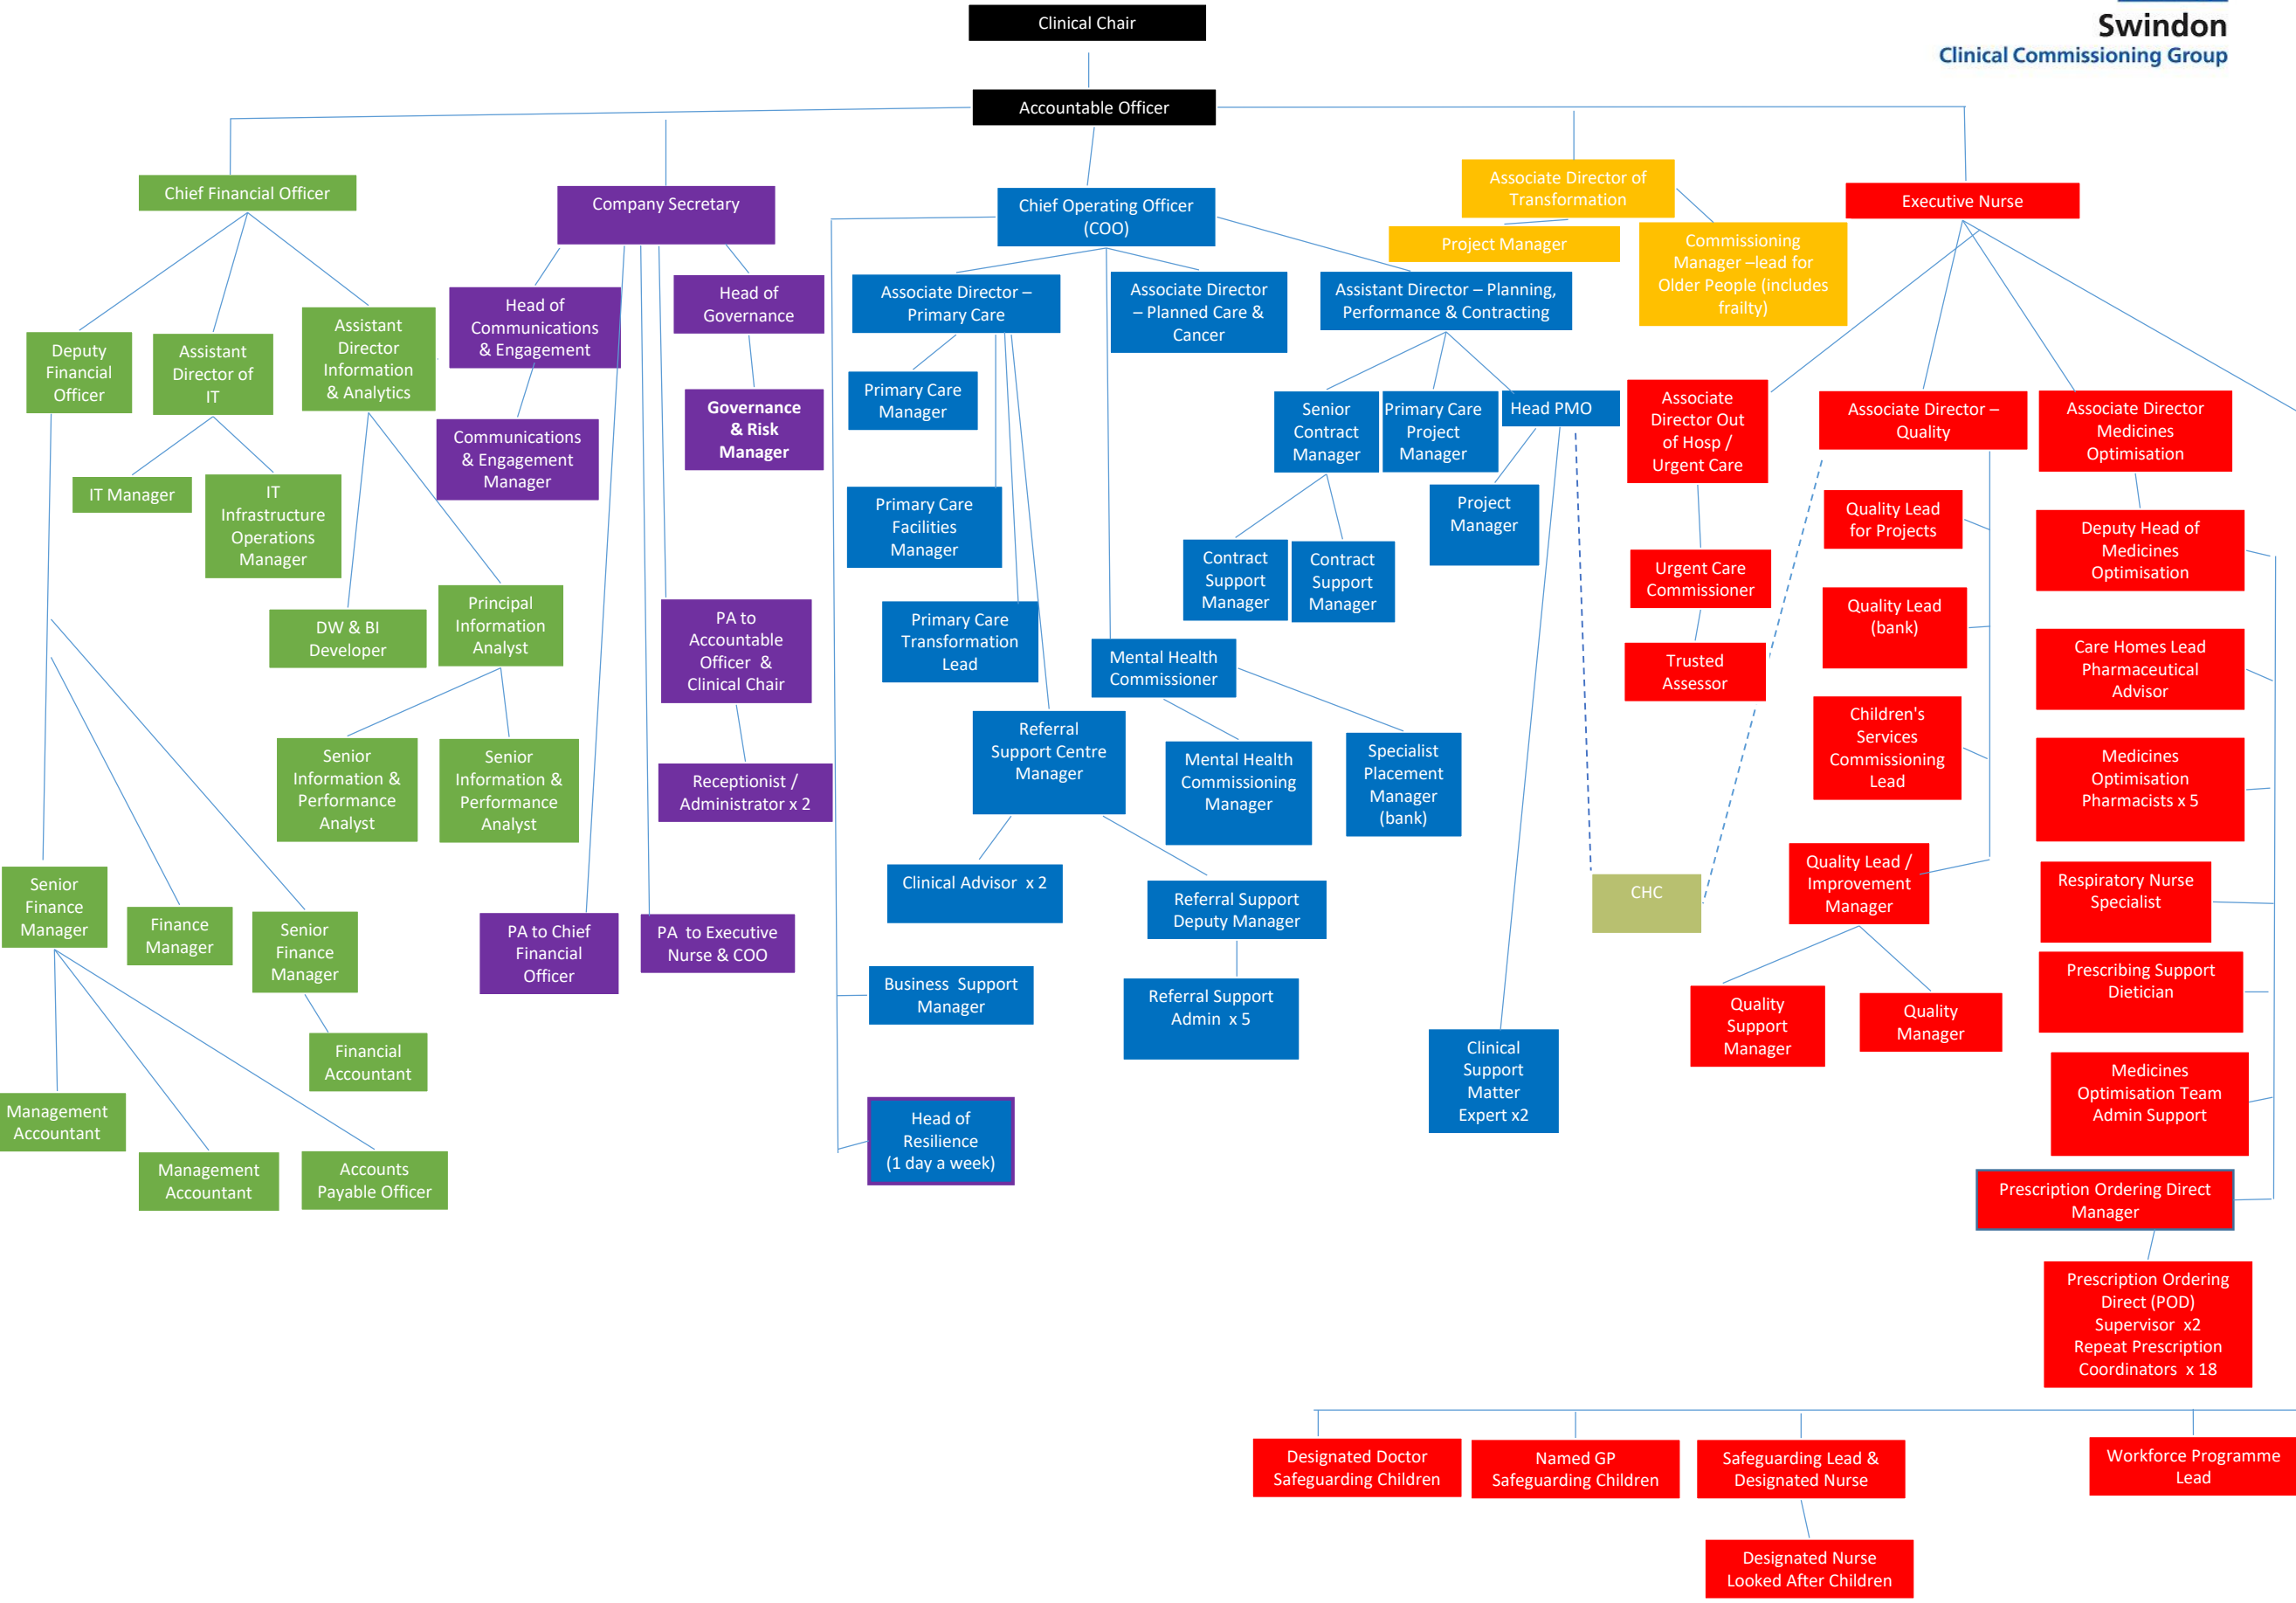 Swindon
Clinical Commissioning Group
Clinical Chair
Accountable Officer
Chief Financial Officer
Company Secretary
Chief Operating Officer
(COO)
Associate Director of
Transformation
Executive Nurse
Project Manager
Commissioning
Manager –lead for
Older People (includes
frailty)
Deputy
Financial
Officer
Assistant
Director of
IT
Assistant
Director
Information
& Analytics
IT Manager
IT
Infrastructure
Operations
Manager
DW & BI
Developer
Principal
Information
Analyst
Senior
Information &
Performance
Analyst
Senior
Information &
Performance
Analyst
Senior
Finance
Manager
Finance
Manager
Senior
Finance
Manager
Financial
Accountant
Management
Accountant
Management
Accountant
Accounts
Payable Officer
Head of
Communications
& Engagement
Head of
Governance
Communications
& Engagement
Manager
Governance
& Risk
Manager
PA to
Accountable
Officer &
Clinical Chair
Receptionist /
Administrator x 2
PA to Chief
Financial
Officer
PA to Executive
Nurse & COO
Associate Director –
Primary Care
Associate Director
– Planned Care &
Cancer
Assistant Director – Planning,
Performance & Contracting
Primary Care
Manager
Primary Care
Facilities
Manager
Primary Care
Transformation
Lead
Referral
Support Centre
Manager
Clinical Advisor x 2
Referral Support
Deputy Manager
Referral Support
Admin x 5
Business Support
Manager
Head of
Resilience
(1 day a week)
Mental Health
Commissioner
Mental Health
Commissioning
Manager
Specialist
Placement
Manager
(bank)
Senior
Contract
Manager
Primary Care
Project
Manager
Head PMO
Contract
Support
Manager
Contract
Support
Manager
Project
Manager
Clinical
Support
Matter
Expert x2
CHC
Associate
Director Out
of Hosp /
Urgent Care
Urgent Care
Commissioner
Trusted
Assessor
Associate Director –
Quality
Quality Lead
for Projects
Quality Lead
(bank)
Children's
Services
Commissioning
Lead
Quality Lead /
Improvement
Manager
Quality
Support
Manager
Quality
Manager
Associate Director
Medicines
Optimisation
Deputy Head of
Medicines
Optimisation
Care Homes Lead
Pharmaceutical
Advisor
Medicines
Optimisation
Pharmacists x 5
Respiratory Nurse
Specialist
Prescribing Support
Dietician
Medicines
Optimisation Team
Admin Support
Prescription Ordering Direct
Manager
Prescription Ordering
Direct (POD)
Supervisor x2
Repeat Prescription
Coordinators x 18
Designated Doctor
Safeguarding Children
Named GP
Safeguarding Children
Safeguarding Lead &
Designated Nurse
Workforce Programme
Lead
Designated Nurse
Looked After Children